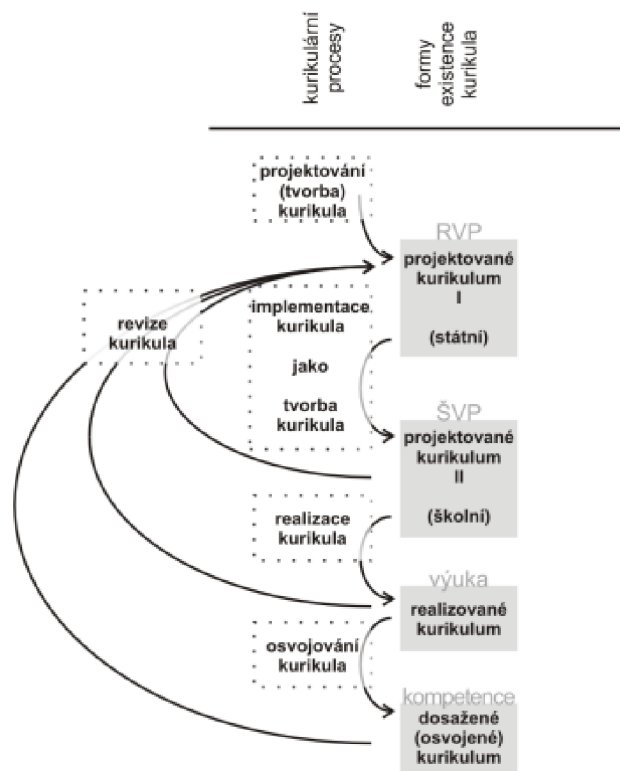 kurikulární
procesy
formy
existence
kurikula
projektování
(tvorba)
kurikula
RVP
projektované
kurikulum
I
(státní)
revize
kurikula
implementace
kurikula
jako
tvorba
kurikula
ŠVP
projektované
kurikulum
II
(školní)
realizace
kurikula
výuka
realizované
kurikulum
osvojování
kurikula
kompetence
dosažené
(osvojené)
kurikulum